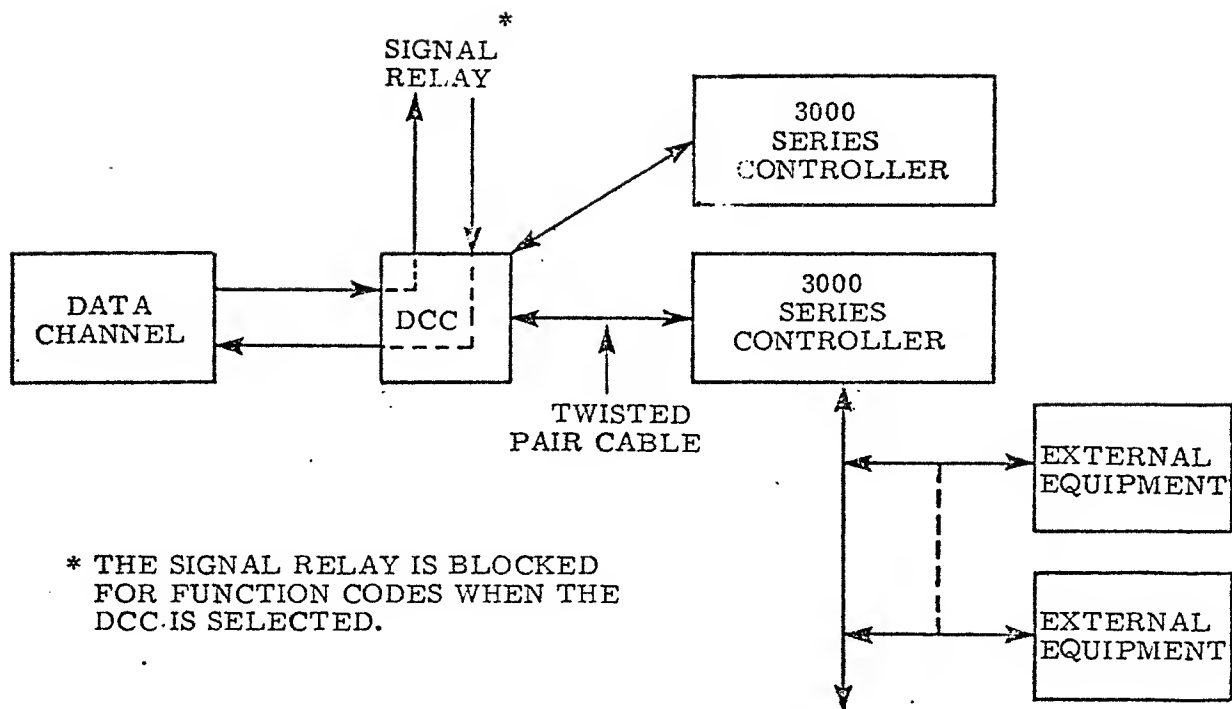 *
SIGNAL
RELAY
3000
SERIES
CONTROLLER
DATA
CHANNEL
DCC
3000
SERIES
CONTROLLER
TWISTED
PAIR CABLE
EXTERNAL
EQUIPMENT
* THE SIGNAL RELAY IS BLOCKED
FOR FUNCTION CODES WHEN THE
DCC IS SELECTED.
EXTERNAL
EQUIPMENT